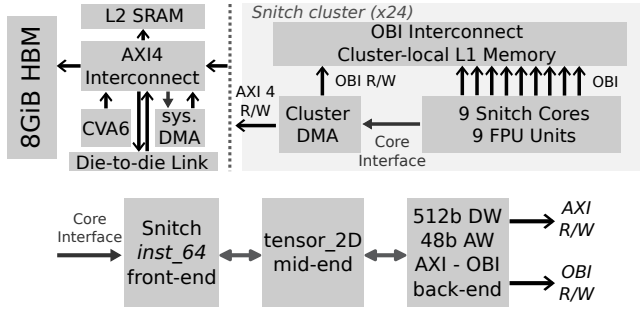 8GiB HBM
L2 SRAM
AXI4
Interconnect
CVA6
sys.
DMA
Die-to-die Link
Snitch cluster (x24)
OBI Interconnect
Cluster-local L1 Memory
OBI R/W
OBI
AXI 4
R/W
Cluster
DMA
Core
Interface
9 Snitch Cores
9 FPU Units
Core
Interface
Snitch
inst_64
front-end
tensor_2D
mid-end
512b DW
48b AW
AXI - OBI
back-end
AXI
R/W
OBI
R/W